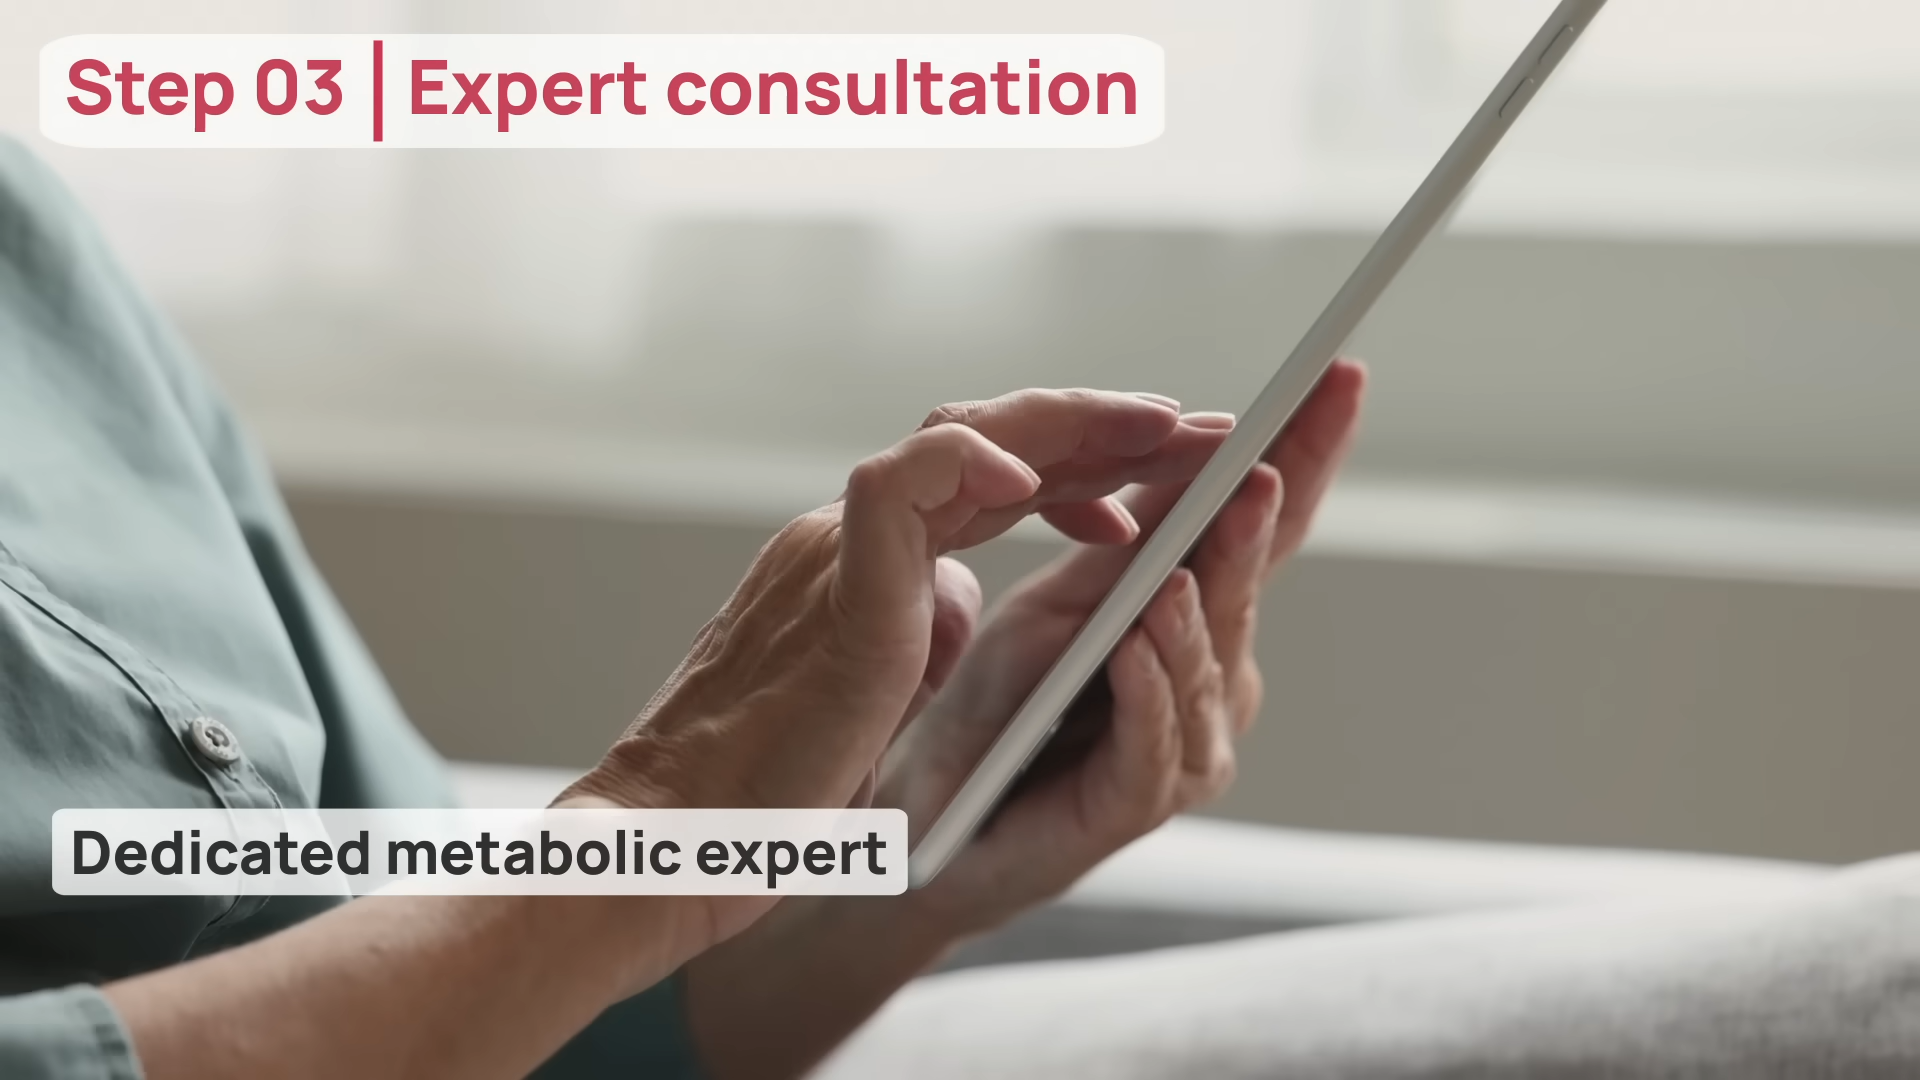 Step 03 | Expert consultation
Dedicated metabolic expert